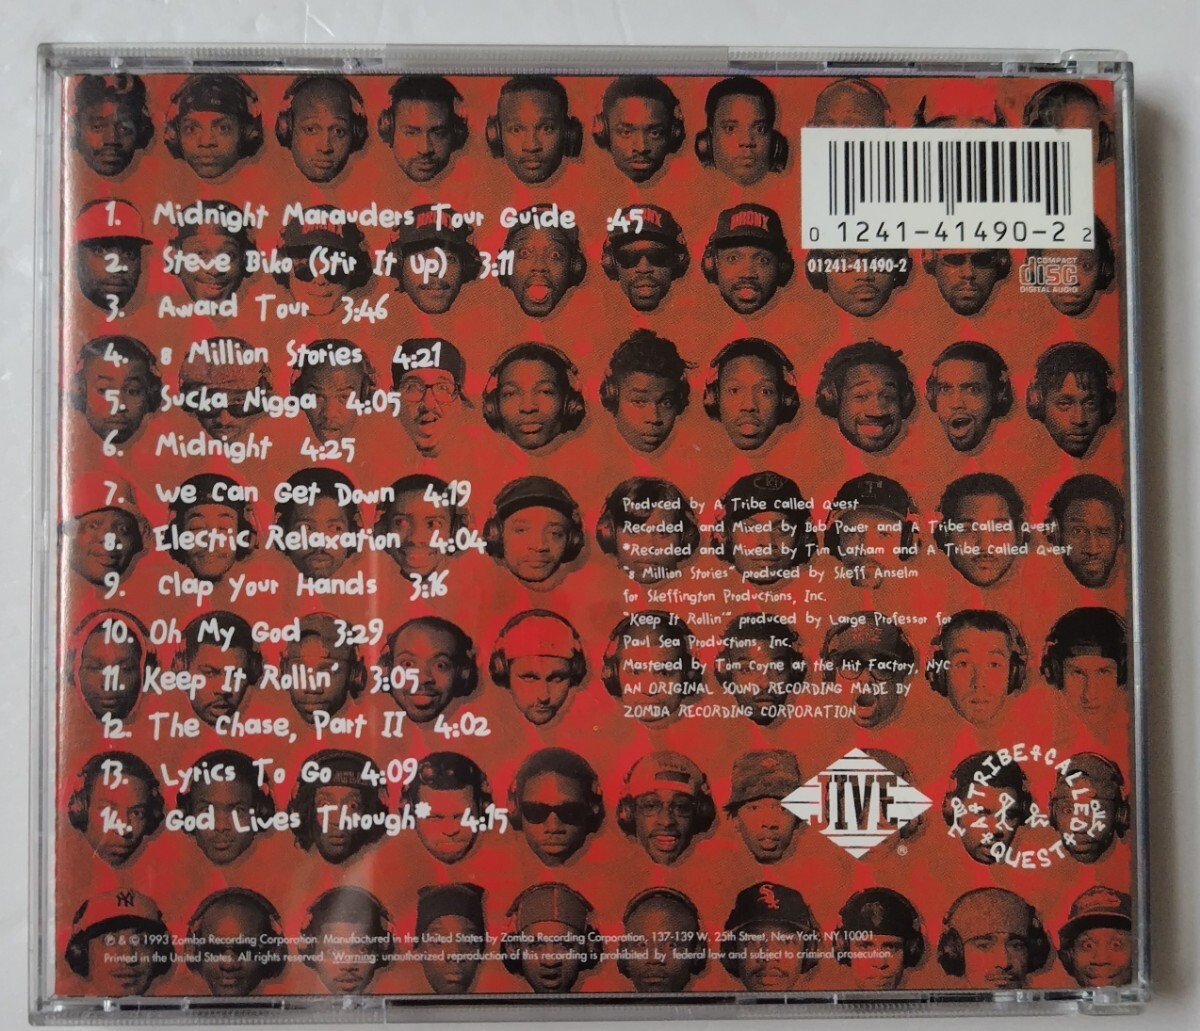 1. Midnight Marauders Tour Guide :45
2. Steve Biko (Stir It Up) 3:11
3. Award Tour 3:46
4. 8 Million Stories 4:21
5. Sucka Nigga 4:05
6. Midnight 4:25
7. We Can Get Down 4:19
8. Electric Relaxation 4:04
9. Clap Your Hands 3:16
10. Oh My God 3:29
11. Keep It Rollin' 3:05
12. The Chase, Part II 4:02
13. Lyrics To Go 4:09
14. God Lives Through* 4:15
0 1241-41490-2 2
01241-41490-2
COMPACT
disc
DIGITAL AUDIO
BRONX
BRONX
Produced by A Tribe Called Quest
Recorded and Mixed by Bob Power and A Tribe Called Quest
*Recorded and Mixed by Tim Latham and A Tribe Called Quest
"8 Million Stories" produced by Skeff Anselm
for Skeffington Productions, Inc.
"Keep It Rollin'" produced by Large Professor for
Paul Sea Productions, Inc.
Mastered by Tom Coyne at the Hit Factory, NYC
AN ORIGINAL SOUND RECORDING MADE BY
ZOMBA RECORDING CORPORATION
JIVE ®
A TRIBE CALLED QUEST
℗ & © 1993 Zomba Recording Corporation. Manufactured in the United States by Zomba Recording Corporation, 137-139 W. 25th Street, New York, NY 10001
Printed in the United States. All rights reserved. Warning: unauthorized reproduction of this recording is prohibited by federal law and subject to criminal prosecution.